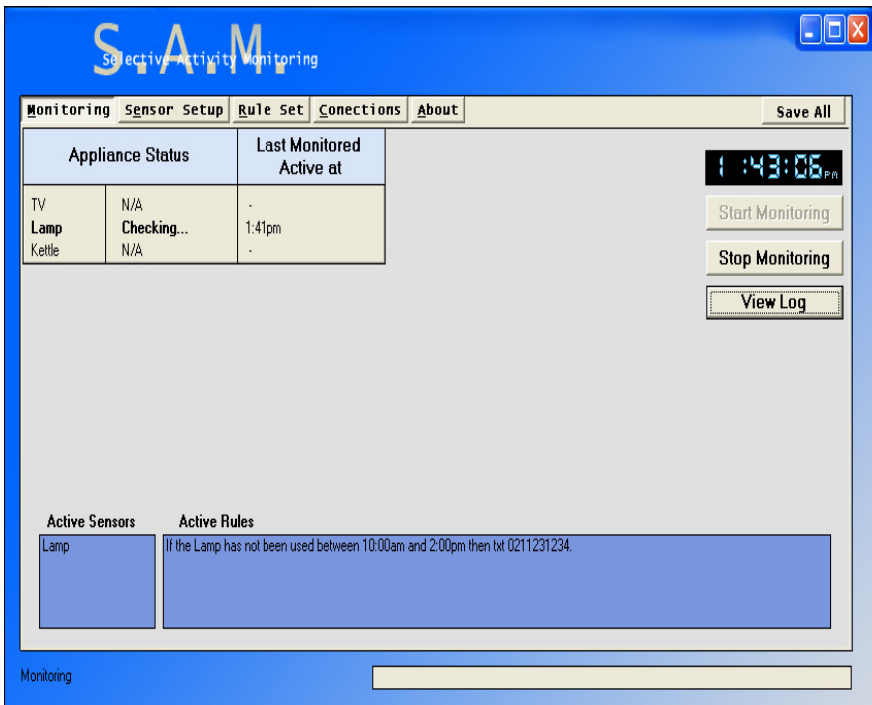 S.A.M.
Selective Activity Monitoring
Monitoring Sensor Setup Rule Set Conections About Save All
Appliance Status Last Monitored Active at
TV N/A -
Lamp Checking... 1:41pm
Kettle N/A -
1:43:06 PM
Start Monitoring
Stop Monitoring
View Log
Active Sensors Active Rules
Lamp If the Lamp has not been used between 10:00am and 2:00pm then txt 0211231234.
Monitoring